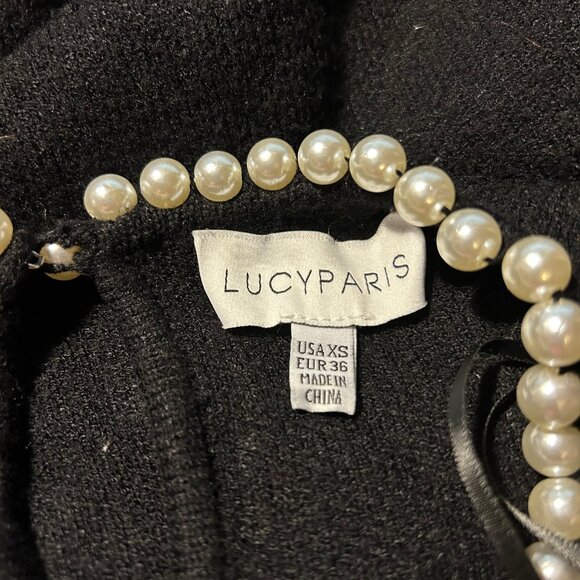 LUCYPARIS
USA XS
EUR 36
MADE IN
CHINA